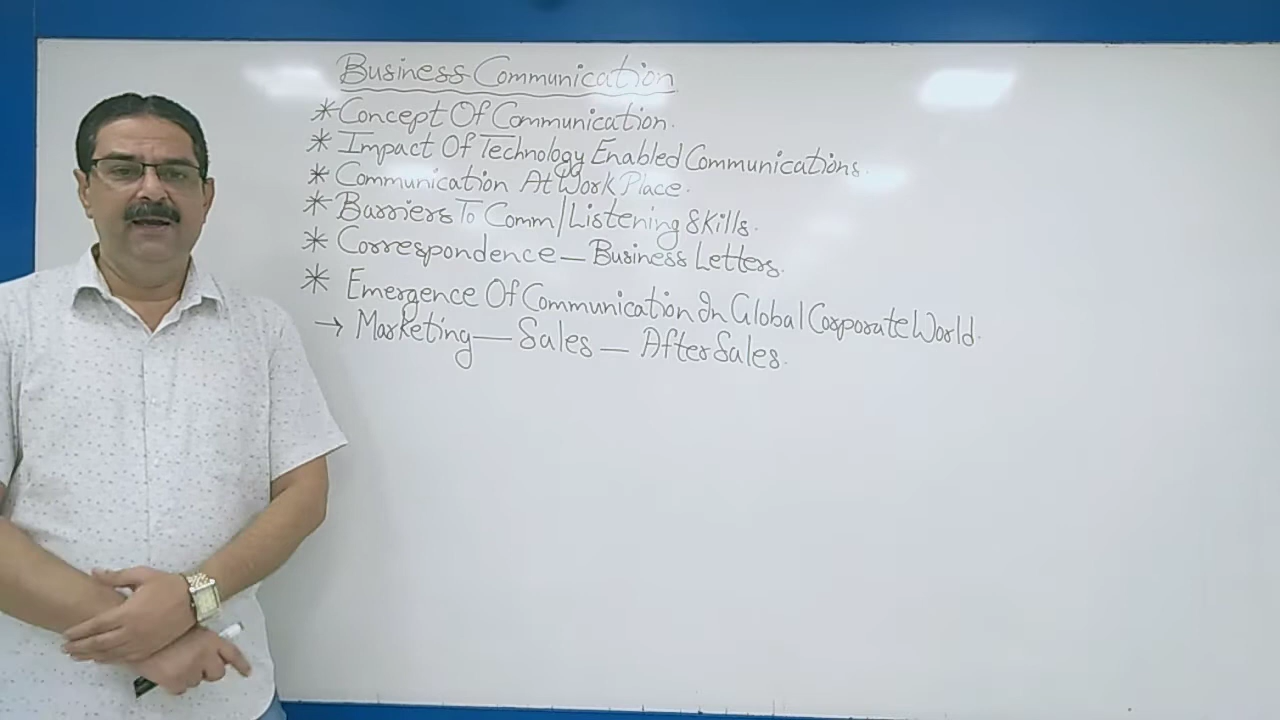 Business Communication
* Concept Of Communication.
* Impact Of Technology Enabled Communications.
* Communication At Work Place.
* Barriers To Comm/Listening Skills.
* Correspondence — Business Letters.
* Emergence Of Communication In Global Corporate World.
→ Marketing — Sales — After Sales.